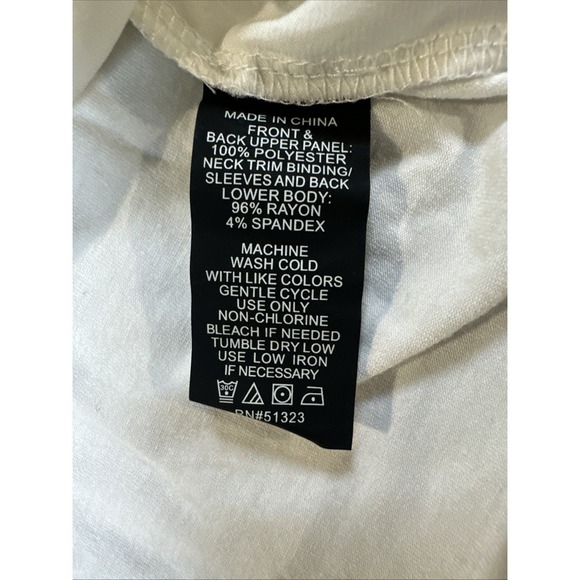 MADE IN CHINA
FRONT &
BACK UPPER PANEL:
100% POLYESTER
NECK TRIM BINDING/
SLEEVES AND BACK
LOWER BODY:
96% RAYON
4% SPANDEX
MACHINE
WASH COLD
WITH LIKE COLORS
GENTLE CYCLE
USE ONLY
NON-CHLORINE
BLEACH IF NEEDED
TUMBLE DRY LOW
USE LOW IRON
IF NECESSARY
30C
RN#51323